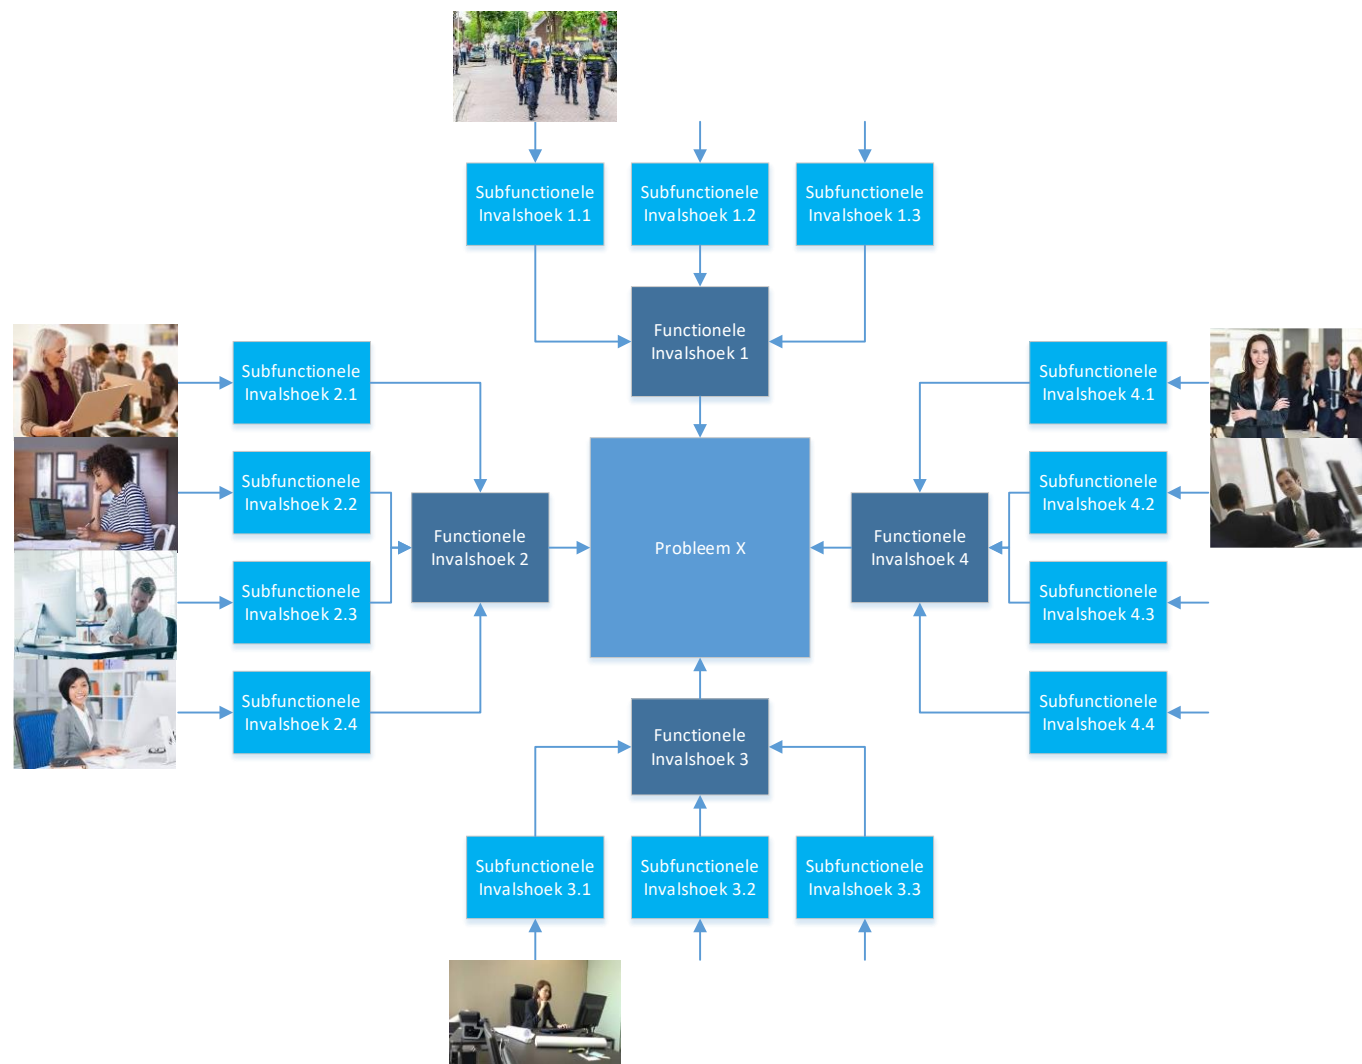 Subfunctionele
Invalshoek 1.1
Subfunctionele
Invalshoek 1.2
Subfunctionele
Invalshoek 1.3
Functionele
Invalshoek 1
Subfunctionele
Invalshoek 2.1
Subfunctionele
Invalshoek 2.2
Subfunctionele
Invalshoek 2.3
Subfunctionele
Invalshoek 2.4
Functionele
Invalshoek 2
Probleem X
Functionele
Invalshoek 4
Subfunctionele
Invalshoek 4.1
Subfunctionele
Invalshoek 4.2
Subfunctionele
Invalshoek 4.3
Subfunctionele
Invalshoek 4.4
Functionele
Invalshoek 3
Subfunctionele
Invalshoek 3.1
Subfunctionele
Invalshoek 3.2
Subfunctionele
Invalshoek 3.3